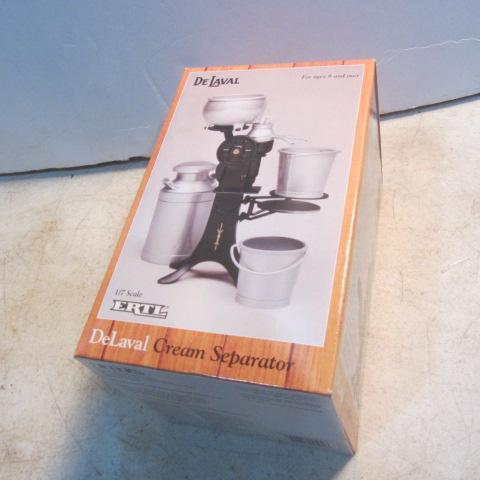 DELAVAL
For ages 8 and over
1/7 Scale
ERTL
DeLaval Cream Separator